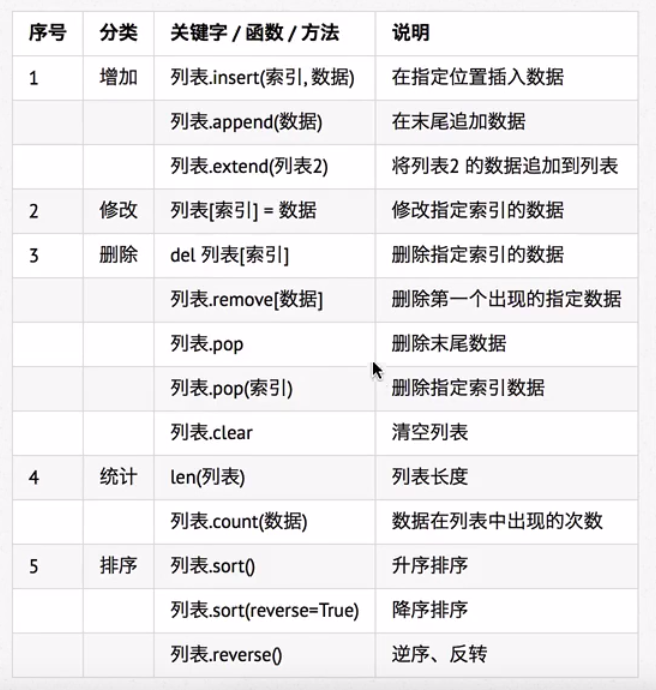 序号 分类 关键字 / 函数 / 方法 说明
1 增加 列表.insert(索引, 数据) 在指定位置插入数据
列表.append(数据) 在末尾追加数据
列表.extend(列表2) 将列表2 的数据追加到列表
2 修改 列表[索引] = 数据 修改指定索引的数据
3 删除 del 列表[索引] 删除指定索引的数据
列表.remove[数据] 删除第一个出现的指定数据
列表.pop 删除末尾数据
列表.pop(索引) 删除指定索引数据
列表.clear 清空列表
4 统计 len(列表) 列表长度
列表.count(数据) 数据在列表中出现的次数
5 排序 列表.sort() 升序排序
列表.sort(reverse=True) 降序排序
列表.reverse() 逆序、反转